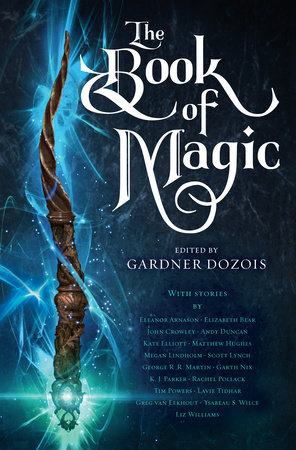 The
Book
of
Magic
EDITED BY
GARDNER DOZOIS
With stories
by
Eleanor Arnason · Elizabeth Bear
John Crowley · Andy Duncan
Kate Elliott · Matthew Hughes
Megan Lindholm · Scott Lynch
George R. R. Martin · Garth Nix
K. J. Parker · Rachel Pollack
Tim Powers · Lavie Tidhar
Greg van Eekhout · Ysabeau S. Wilce
Liz Williams